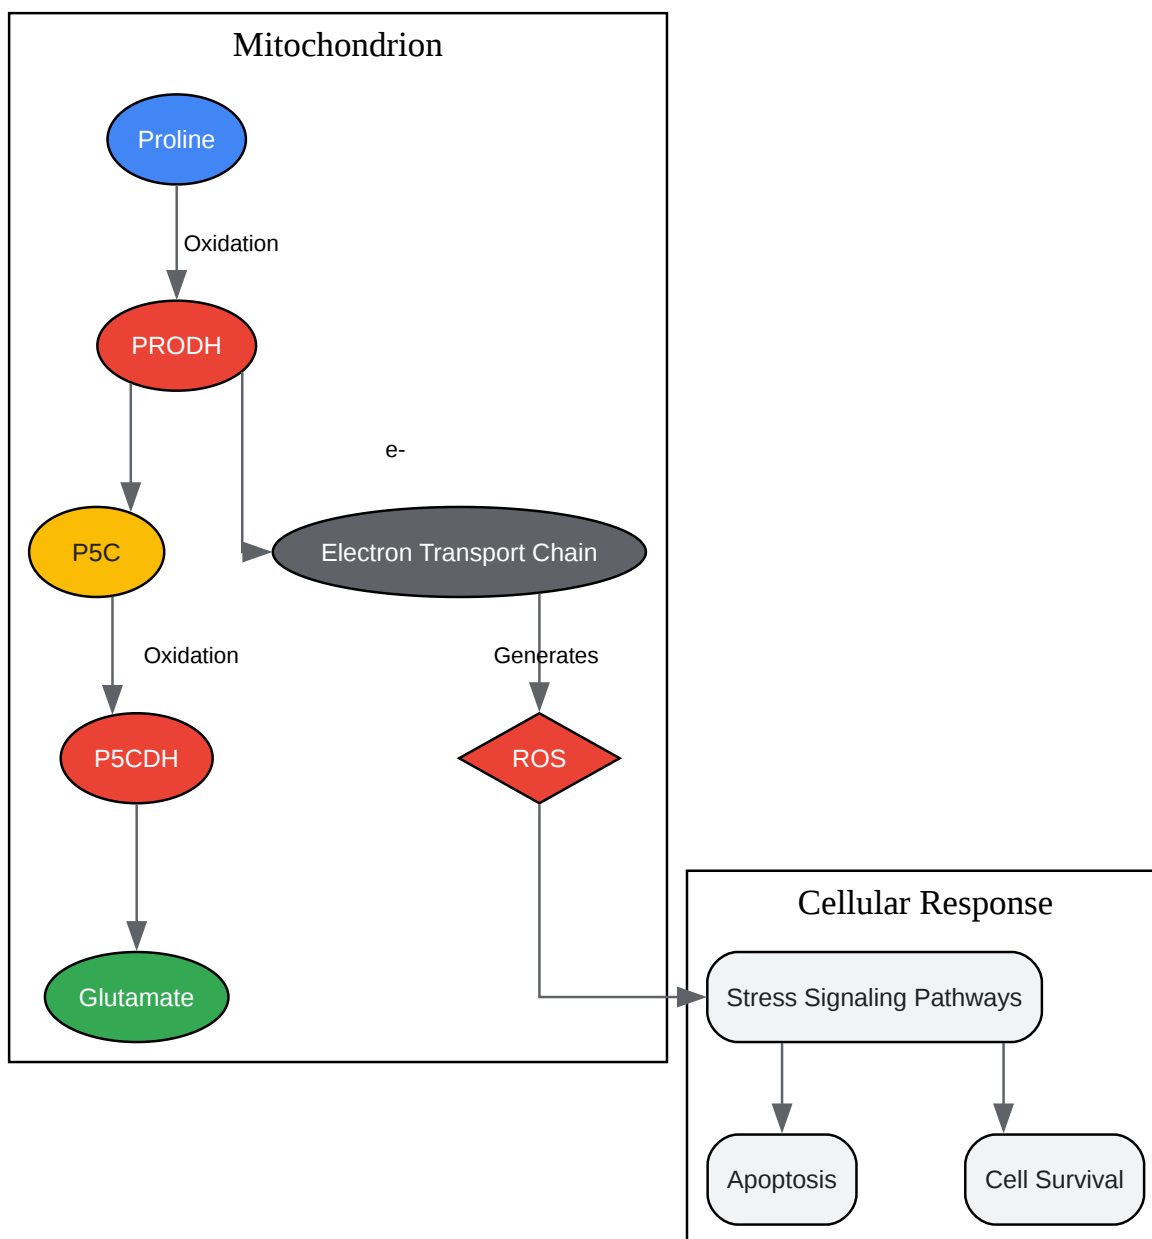 Mitochondrion
Proline
Oxidation
PRODH
e-
P5C
Electron Transport Chain
Oxidation
Generates
P5CDH
ROS
Glutamate
Cellular Response
Stress Signaling Pathways
Apoptosis
Cell Survival